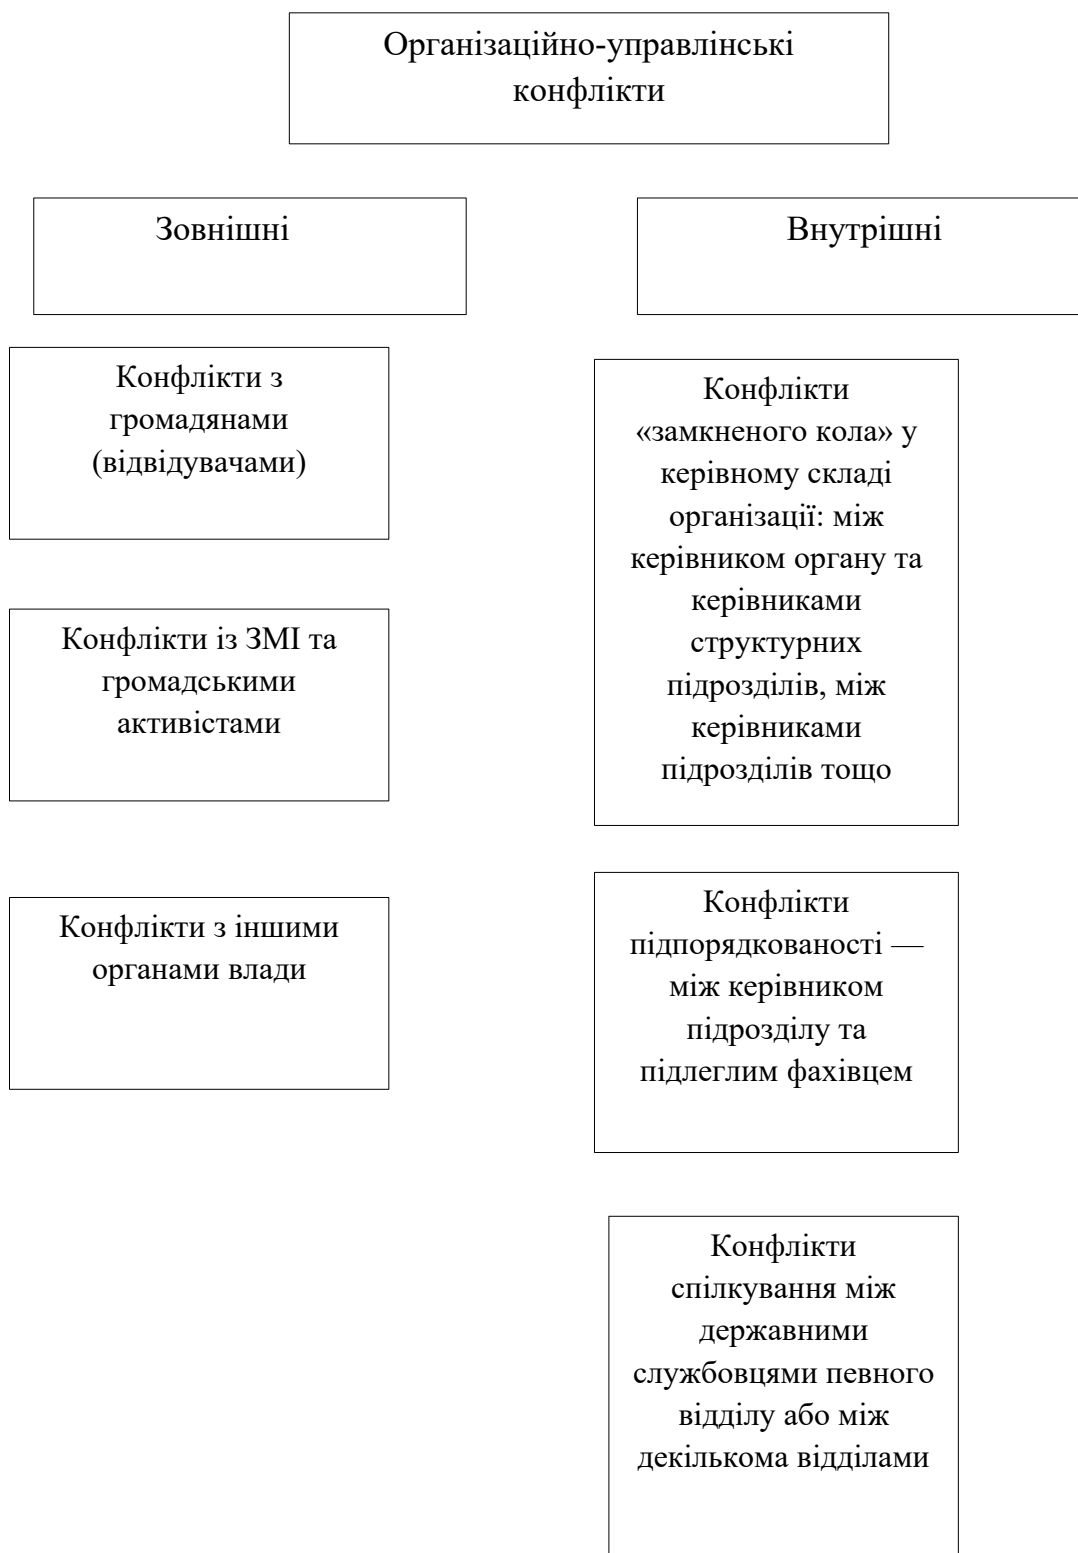 Організаційно-управлінські
конфлікти
Зовнішні
Внутрішні
Конфлікти з
громадянами
(відвідувачами)
Конфлікти із ЗМІ та
громадськими
активістами
Конфлікти з іншими
органами влади
Конфлікти
«замкненого кола» у
керівному складі
організації: між
керівником органу та
керівниками
структурних
підрозділів, між
керівниками
підрозділів тощо
Конфлікти
підпорядкованості —
між керівником
підрозділу та
підлеглим фахівцем
Конфлікти
спілкування між
державними
службовцями певного
відділу або між
декількома відділами